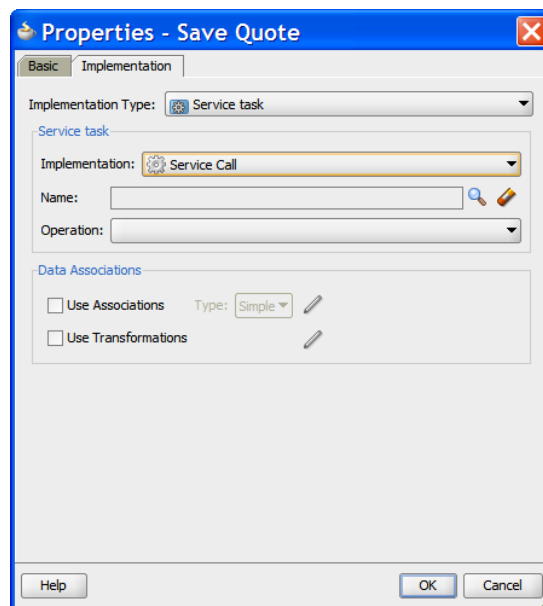 Properties - Save Quote
Basic Implementation
Implementation Type: Service task
Service task
Implementation: Service Call
Name:
Operation:
Data Associations
Use Associations Type: Simple
Use Transformations
Help OK Cancel